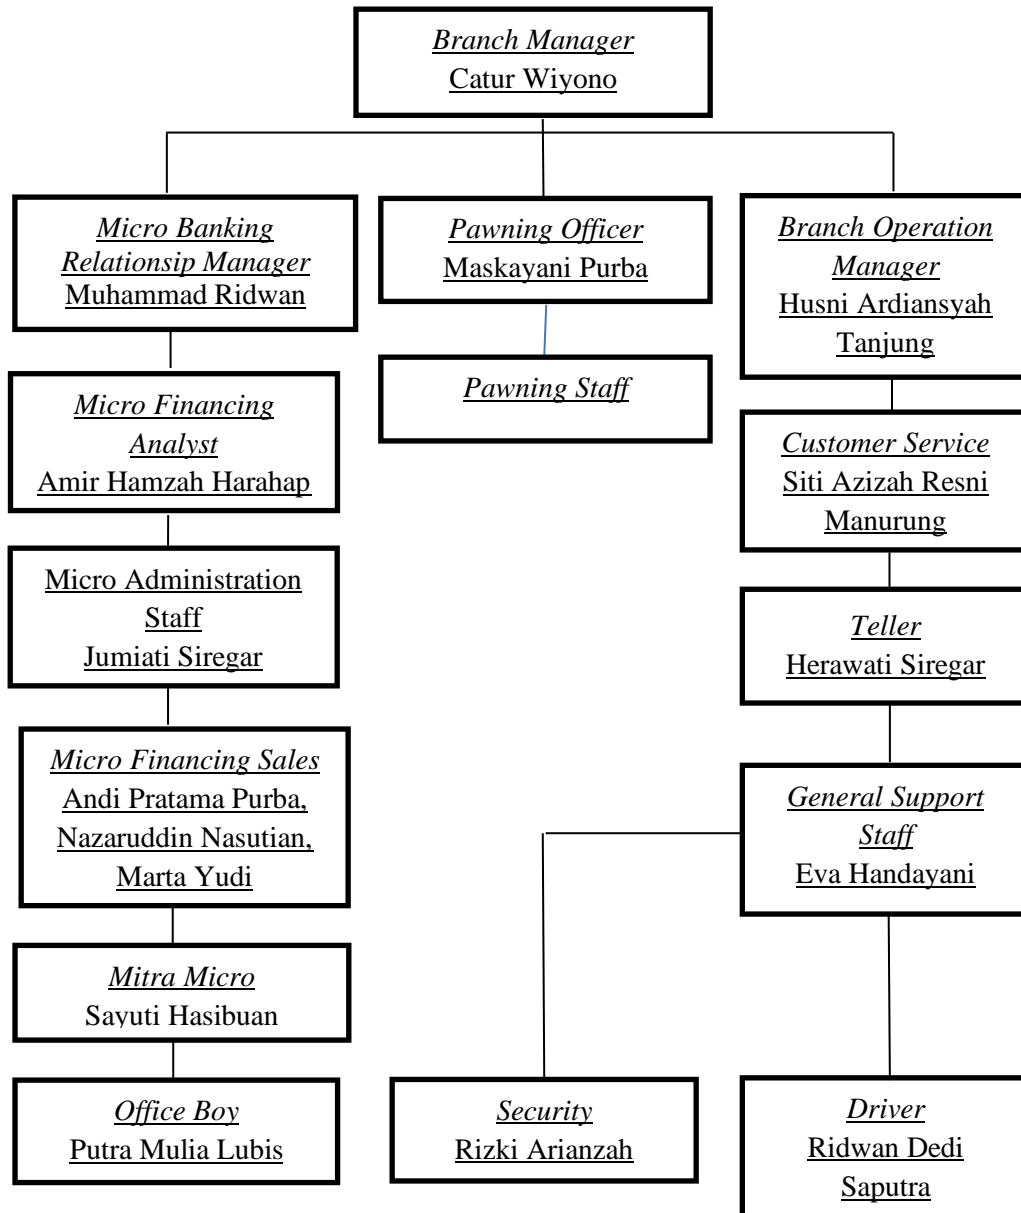 Branch Manager
Catur Wiyono
Micro Banking
Relationsip Manager
Muhammad Ridwan
Pawning Officer
Maskayani Purba
Branch Operation
Manager
Husni Ardiansyah
Tanjung
Micro Financing
Analyst
Amir Hamzah Harahap
Pawning Staff
Customer Service
Siti Azizah Resni
Manurung
Micro Administration
Staff
Jumiati Siregar
Teller
Herawati Siregar
Micro Financing Sales
Andi Pratama Purba,
Nazaruddin Nasutian,
Marta Yudi
General Support
Staff
Eva Handayani
Mitra Micro
Sayuti Hasibuan
Office Boy
Putra Mulia Lubis
Security
Rizki Arianzah
Driver
Ridwan Dedi
Saputra